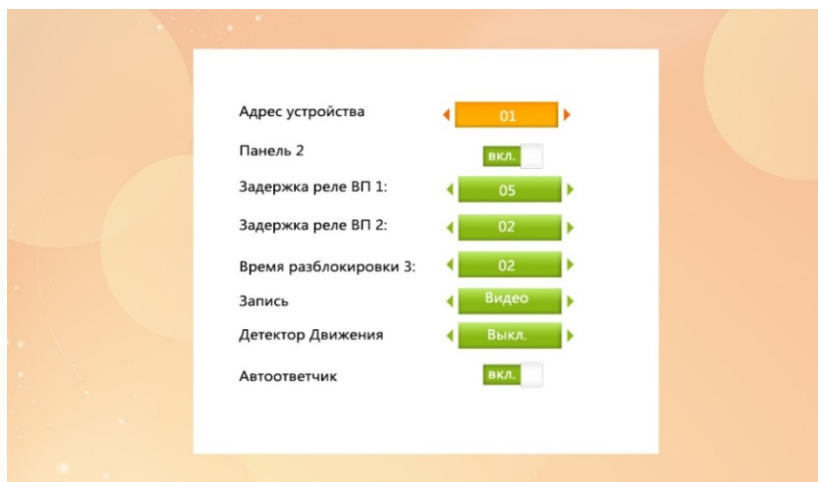 Адрес устройства 01
Панель 2 вкл.
Задержка реле ВП 1: 05
Задержка реле ВП 2: 02
Время разблокировки 3: 02
Запись Видео
Детектор Движения Выкл.
Автоответчик вкл.